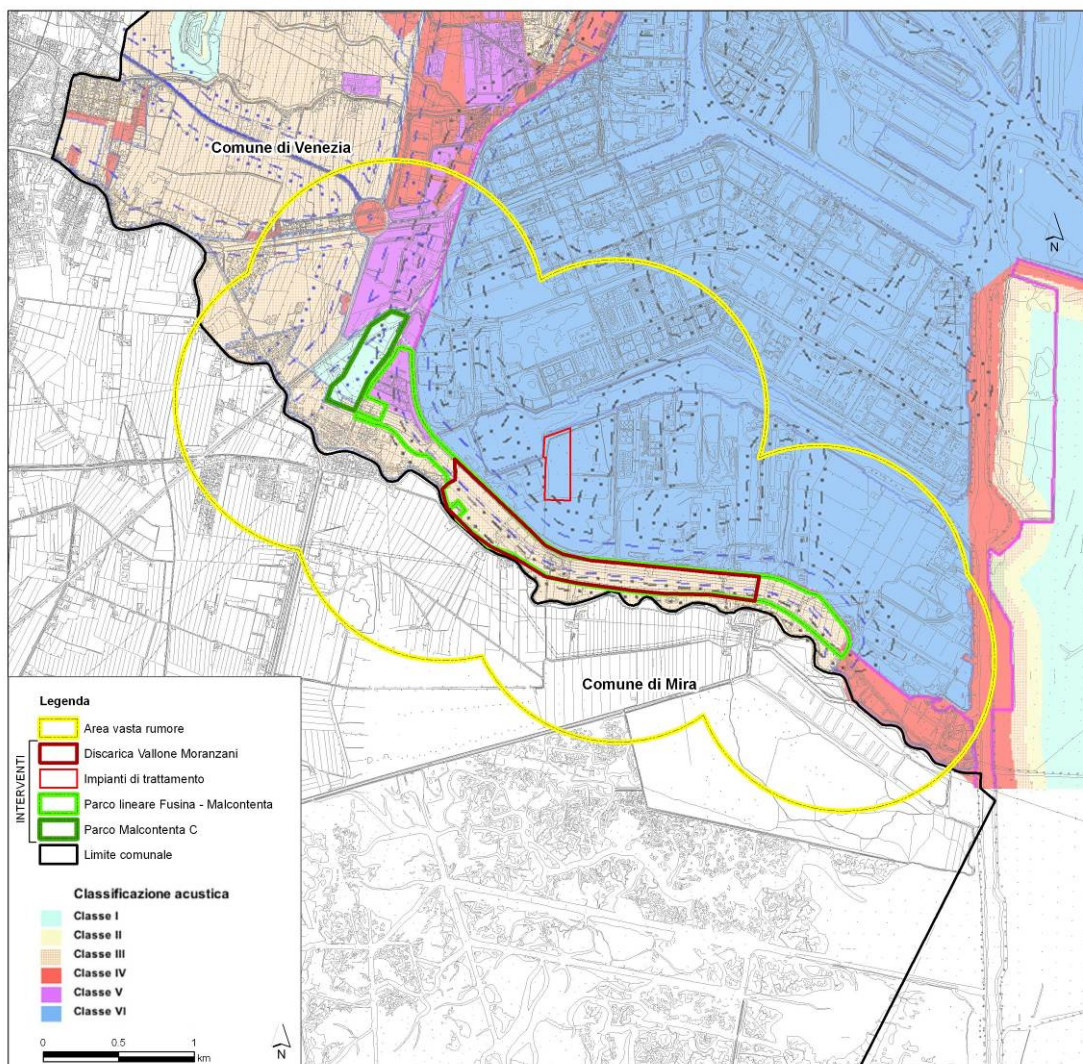 Comune di Venezia
N
Comune di Mira
Legenda
Area vasta rumore
INTERVENTI
Discarica Vallone Moranzani
Impianti di trattamento
Parco lineare Fusina - Malcontenta
Parco Malcontenta C
Limite comunale
Classificazione acustica
Classe I
Classe II
Classe III
Classe IV
Classe V
Classe VI
0 0.5 1
km
N